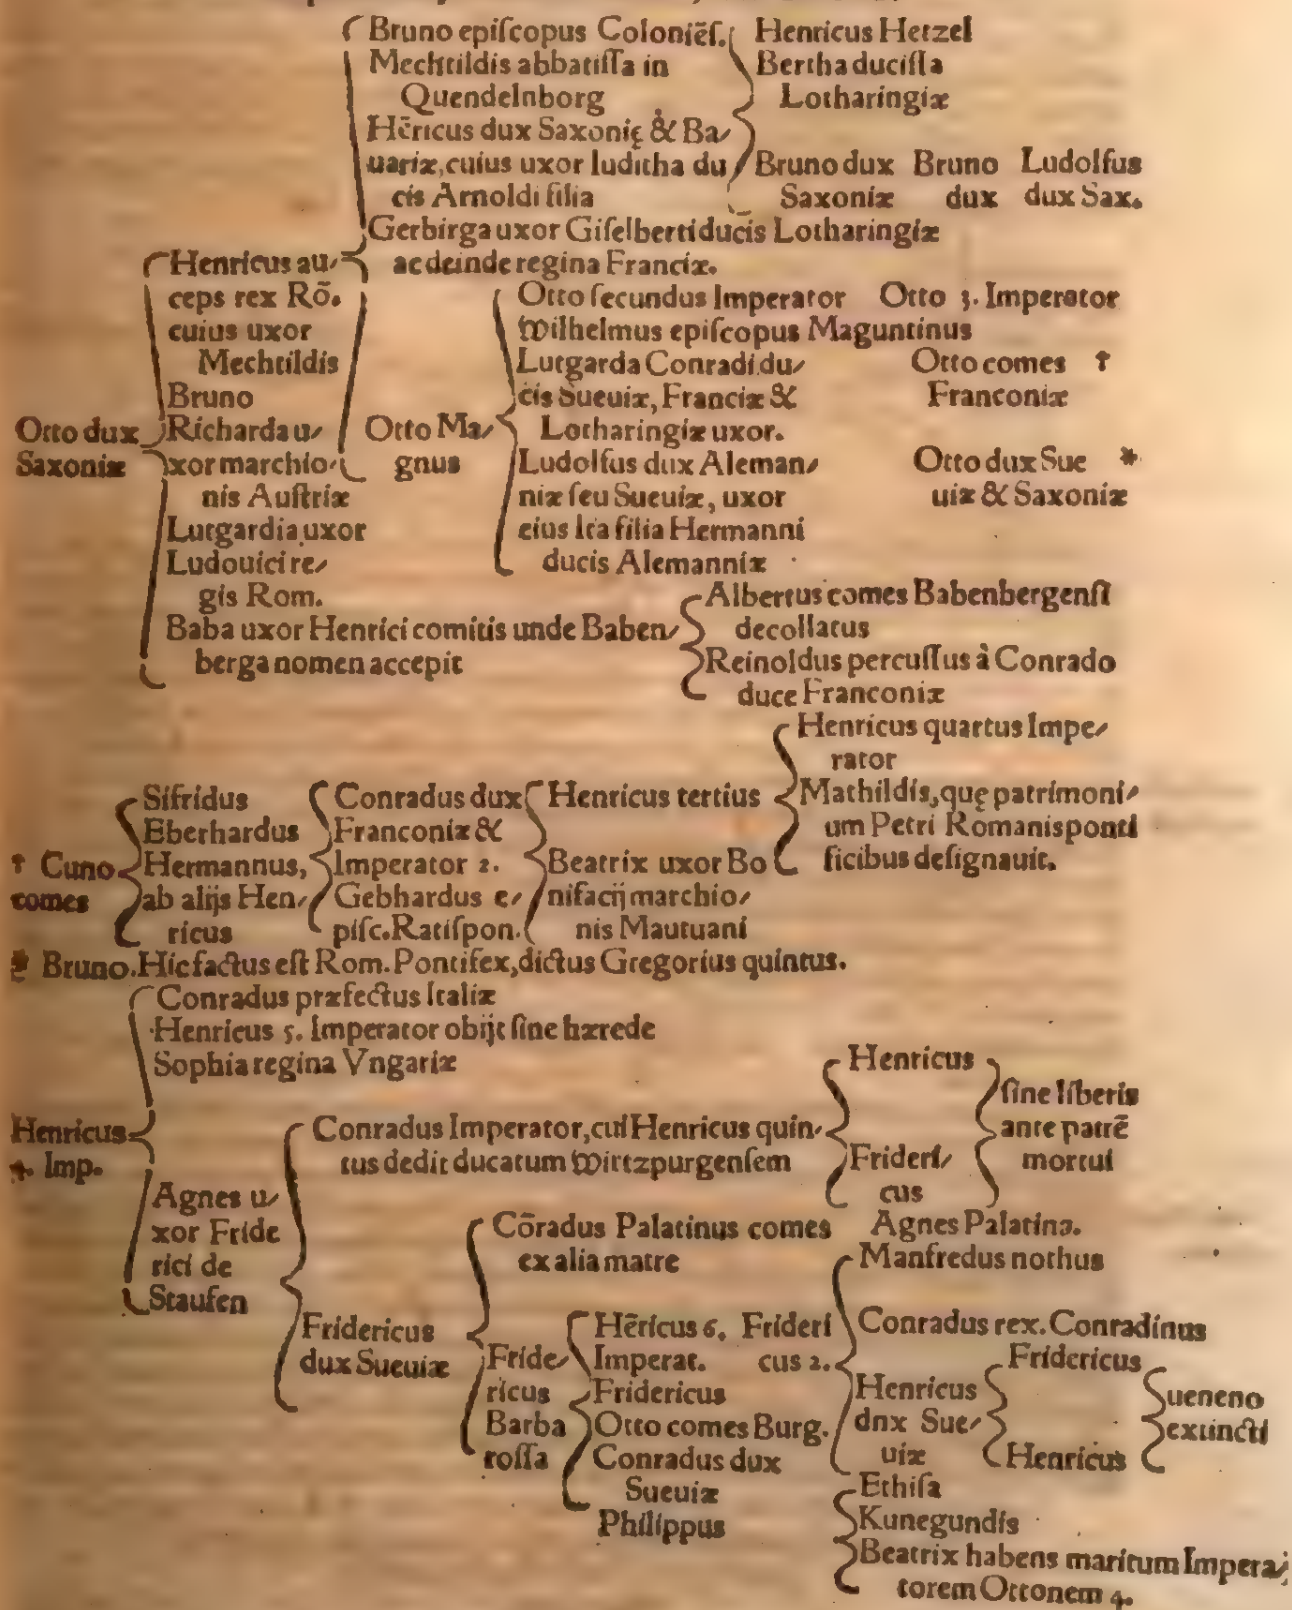 Bruno episcopus Coloniēs. Henricus Hetzel
Mechtildis abbatissa in Bertha ducissa
Quendelnborg Lotharingiæ
Hēricus dux Saxonię & Ba/
uariæ, cuius uxor Iuditha du Bruno dux Bruno Ludolfus
cis Arnoldi filia Saxoniæ dux dux Sax.
Gerbirga uxor Giselberti ducis Lotharingiæ
ac deinde regina Franciæ.
Henricus au/
ceps rex Rō.
cuius uxor
Mechtildis
Bruno
Otto dux Richarda u/
Saxoniæ xor marchio/
nis Austriæ
Lutgardia uxor
Ludouici re/
gis Rom.
Otto Ma/
gnus
Otto secundus Imperator Otto 3. Imperator
Wilhelmus episcopus Maguntinus
Lutgarda Conradi du/ Otto comes †
cis Sueuiæ, Franciæ & Franconiæ
Lotharingiæ uxor.
Ludolfus dux Aleman/ Otto dux Sue *
niæ seu Sueuiæ, uxor uiæ & Saxoniæ
eius Ita filia Hermanni
ducis Alemanniæ
Baba uxor Henrici comitis unde Baben/
berga nomen accepit
Albertus comes Babenbergensi
decollatus
Reinoldus percussus à Conrado
duce Franconiæ
† Cuno
comes
Sifridus
Eberhardus
Hermannus,
ab alijs Hen/
ricus
Conradus dux
Franconiæ &
Imperator 2.
Gebhardus e/
pisc. Ratispon.
Henricus tertius
Beatrix uxor Bo
nifacij marchio/
nis Mautuani
Henricus quartus Impe/
rator
Mathildis, quę patrimoni/
um Petri Romanis ponti
ficibus designauit.
* Bruno. Hic factus est Rom. Pontifex, dictus Gregorius quintus.
Henricus
4. Imp.
Conradus præfectus Italiæ
Henricus 5. Imperator obijt sine hærede
Sophia regina Vngariæ
Agnes u/
xor Fride
rici de
Staufen
Conradus Imperator, cui Henricus quin/
tus dedit ducatum Wirtzpurgensem
Henricus
Frideri/
cus
sine liberis
ante patrē
mortui
Fridericus
dux Sueuiæ
Cōradus Palatinus comes Agnes Palatina.
ex alia matre
Fride/
ricus
Barba
rossa
Hēricus 6. Frideri
Imperat. cus 2.
Fridericus
Otto comes Burg.
Conradus dux
Sueuiæ
Philippus
Manfredus nothus
Conradus rex. Conradinus
Henricus
dnx Sue/
uiæ
Fridericus
Henricus
ueneno
extincti
Ethisa
Kunegundis
Beatrix habens maritum Impera/
torem Ottonem 4.